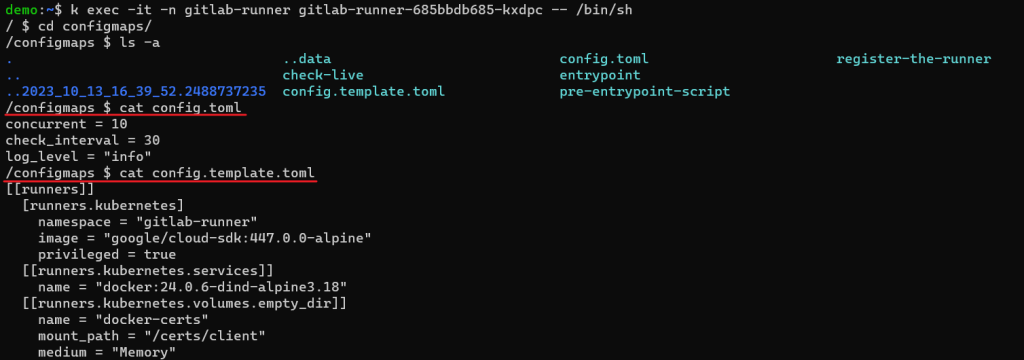 demo:~$ k exec -it -n gitlab-runner gitlab-runner-685bbdb685-kxdpc -- /bin/sh
/ $ cd configmaps/
/configmaps $ ls -a
. ..data config.toml register-the-runner
.. check-live entrypoint
..2023_10_13_16_39_52.2488737235 config.template.toml pre-entrypoint-script
/configmaps $ cat config.toml
concurrent = 10
check_interval = 30
log_level = "info"
/configmaps $ cat config.template.toml
[[runners]]
  [runners.kubernetes]
    namespace = "gitlab-runner"
    image = "google/cloud-sdk:447.0.0-alpine"
    privileged = true
  [[runners.kubernetes.services]]
    name = "docker:24.0.6-dind-alpine3.18"
  [[runners.kubernetes.volumes.empty_dir]]
    name = "docker-certs"
    mount_path = "/certs/client"
    medium = "Memory"